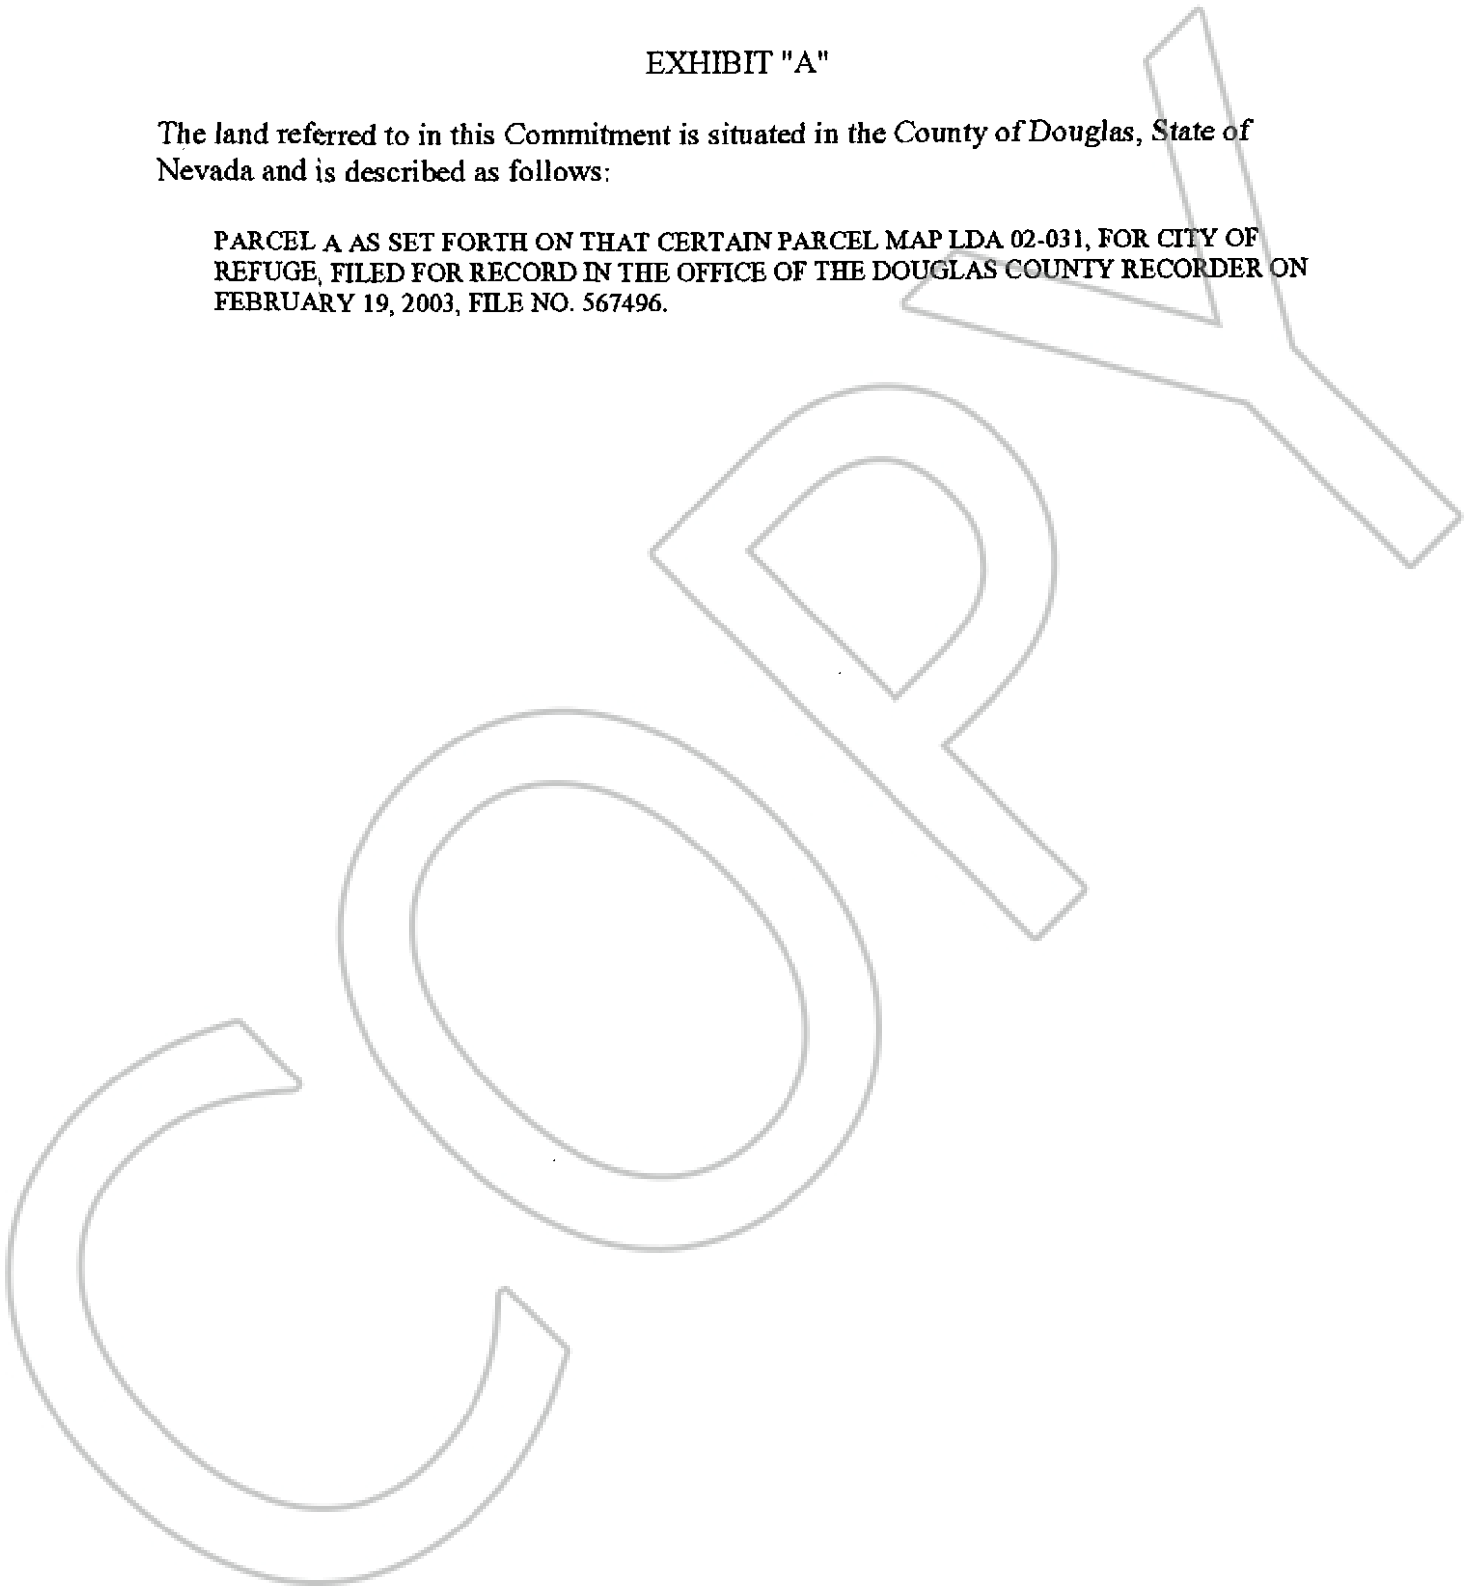 EXHIBIT "A"
The land referred to in this Commitment is situated in the County of Douglas, State of
Nevada and is described as follows:
PARCEL A AS SET FORTH ON THAT CERTAIN PARCEL MAP LDA 02-031, FOR CITY OF
REFUGE, FILED FOR RECORD IN THE OFFICE OF THE DOUGLAS COUNTY RECORDER ON
FEBRUARY 19, 2003, FILE NO. 567496.
COPY